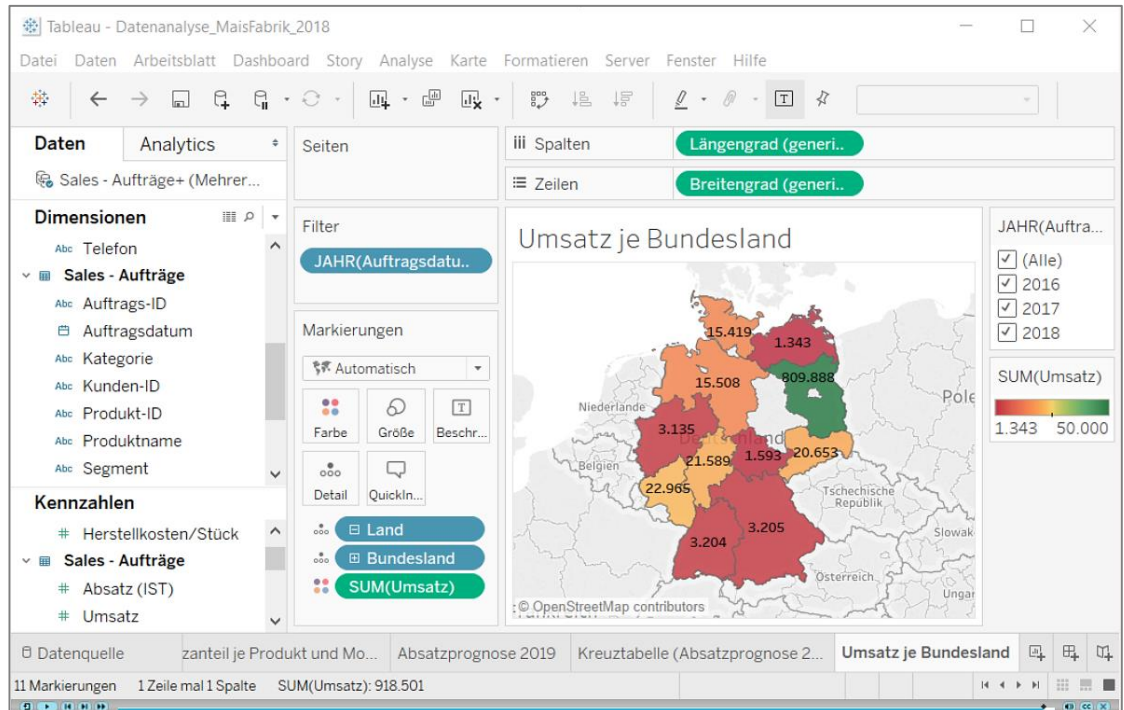 Tableau - Datenanalyse_MaisFabrik_2018
Datei Daten Arbeitsblatt Dashboard Story Analyse Karte Formatieren Server Fenster Hilfe
Daten Analytics
Sales - Aufträge+ (Mehrer...
Dimensionen
Abc Telefon
Sales - Aufträge
Abc Auftrags-ID
Auftragsdatum
Abc Kategorie
Abc Kunden-ID
Abc Produkt-ID
Abc Produktname
Abc Segment
Kennzahlen
# Herstellkosten/Stück
Sales - Aufträge
# Absatz (IST)
# Umsatz
Seiten
Filter
JAHR(Auftragsdatu..
Markierungen
Automatisch
Farbe Größe Beschr...
Detail QuickIn...
Land
Bundesland
SUM(Umsatz)
iii Spalten Längengrad (generi..
Zeilen Breitengrad (generi..
Umsatz je Bundesland
15.419
1.343
15.508
809.888
Niederlande
Pole
3.135
Deutschland
Belgien
21.589
1.593
20.653
22.965
Tschechische
Republik
3.205
3.204
Slowak
Österreich
Ungar
© OpenStreetMap contributors
JAHR(Auftra...
(Alle)
2016
2017
2018
SUM(Umsatz)
1.343 50.000
Datenquelle zanteil je Produkt und Mo... Absatzprognose 2019 Kreuztabelle (Absatzprognose 2... Umsatz je Bundesland
11 Markierungen 1 Zeile mal 1 Spalte SUM(Umsatz): 918.501